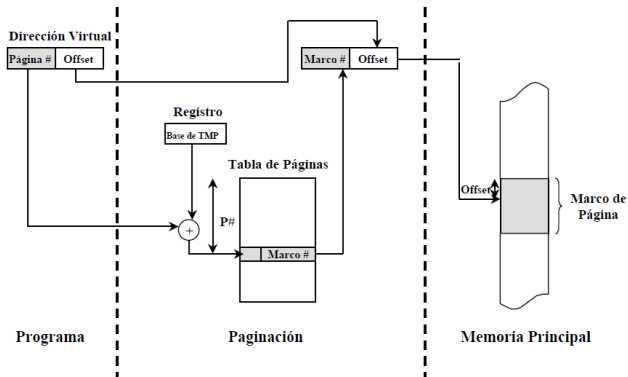 Dirección Virtual
Página # Offset
Marco # Offset
Registro
Base de TMP
Tabla de Páginas
P#
+
Marco #
Offset
Marco de
Página
Programa
Paginación
Memoria Principal